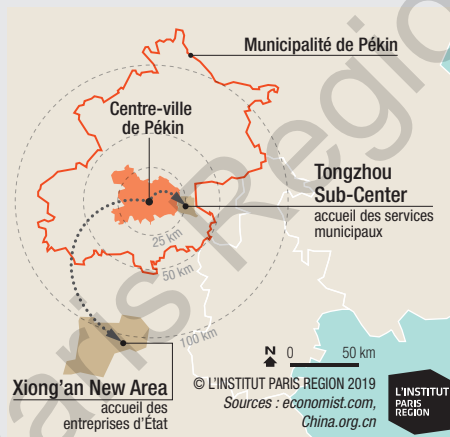 Municipalité de Pékin
Centre-ville
de Pékin
Tongzhou
Sub-Center
accueil des services
municipaux
25 km
50 km
100 km
Xiong'an New Area
accueil des
entreprises d'État
N 0 50 km
© L'INSTITUT PARIS REGION 2019
Sources : economist.com,
China.org.cn
L'INSTITUT
PARIS
REGION
aris Regio